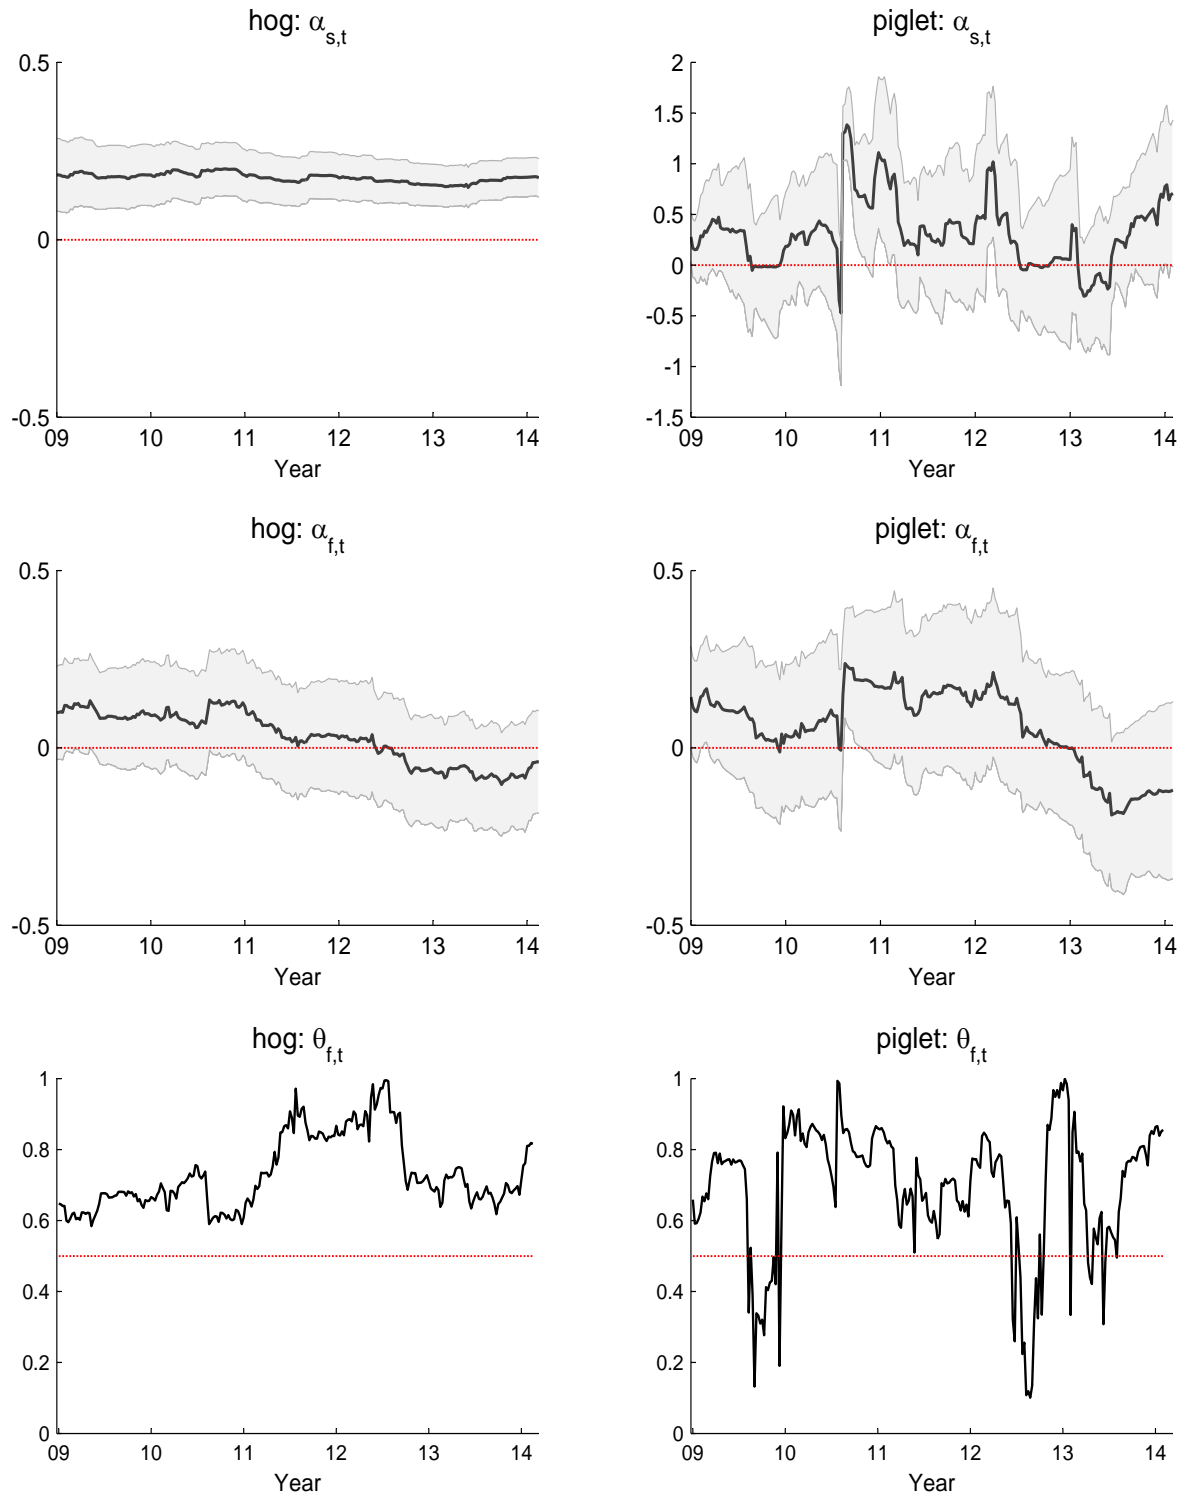 hog: αs,t
0.5
0
-0.5
09 10 11 12 13 14
Year
piglet: αs,t
2
1.5
1
0.5
0
-0.5
-1
-1.5
09 10 11 12 13 14
Year
hog: αf,t
0.5
0
-0.5
09 10 11 12 13 14
Year
piglet: αf,t
0.5
0
-0.5
09 10 11 12 13 14
Year
hog: θf,t
1
0.8
0.6
0.4
0.2
0
09 10 11 12 13 14
Year
piglet: θf,t
1
0.8
0.6
0.4
0.2
0
09 10 11 12 13 14
Year